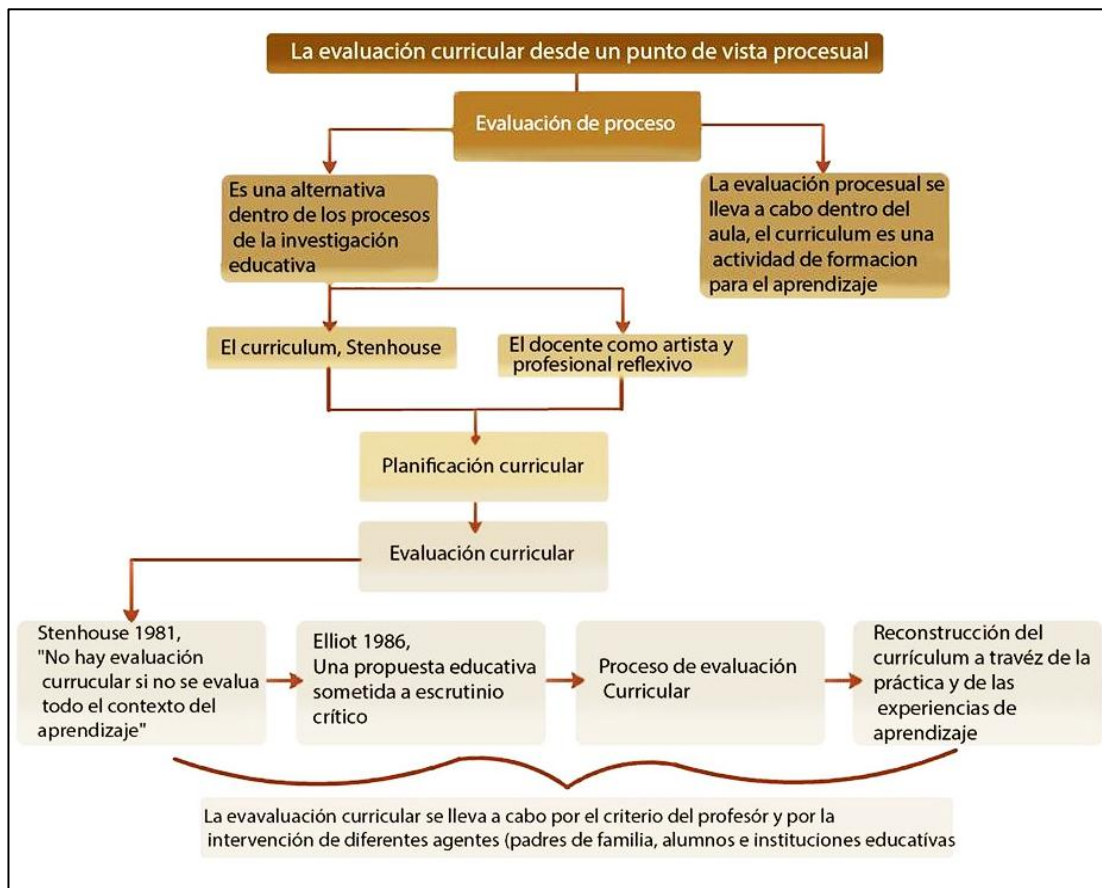 La evaluación curricular desde un punto de vista procesual
Evaluación de proceso
Es una alternativa
dentro de los procesos
de la investigación
educativa
La evaluación procesual se
lleva a cabo dentro del
aula, el curriculum es una
actividad de formacion
para el aprendizaje
El curriculum, Stenhouse
El docente como artista y
profesional reflexivo
Planificación curricular
Evaluación curricular
Stenhouse 1981,
"No hay evaluación
currucular si no se evalua
todo el contexto del
aprendizaje"
Elliot 1986,
Una propuesta educativa
sometida a escrutinio
crítico
Proceso de evaluación
Curricular
Reconstrucción del
currículum a travéz de la
práctica y de las
experiencias de
aprendizaje
La evavaluación curricular se lleva a cabo por el criterio del profesór y por la
intervención de diferentes agentes (padres de familia, alumnos e instituciones educatívas